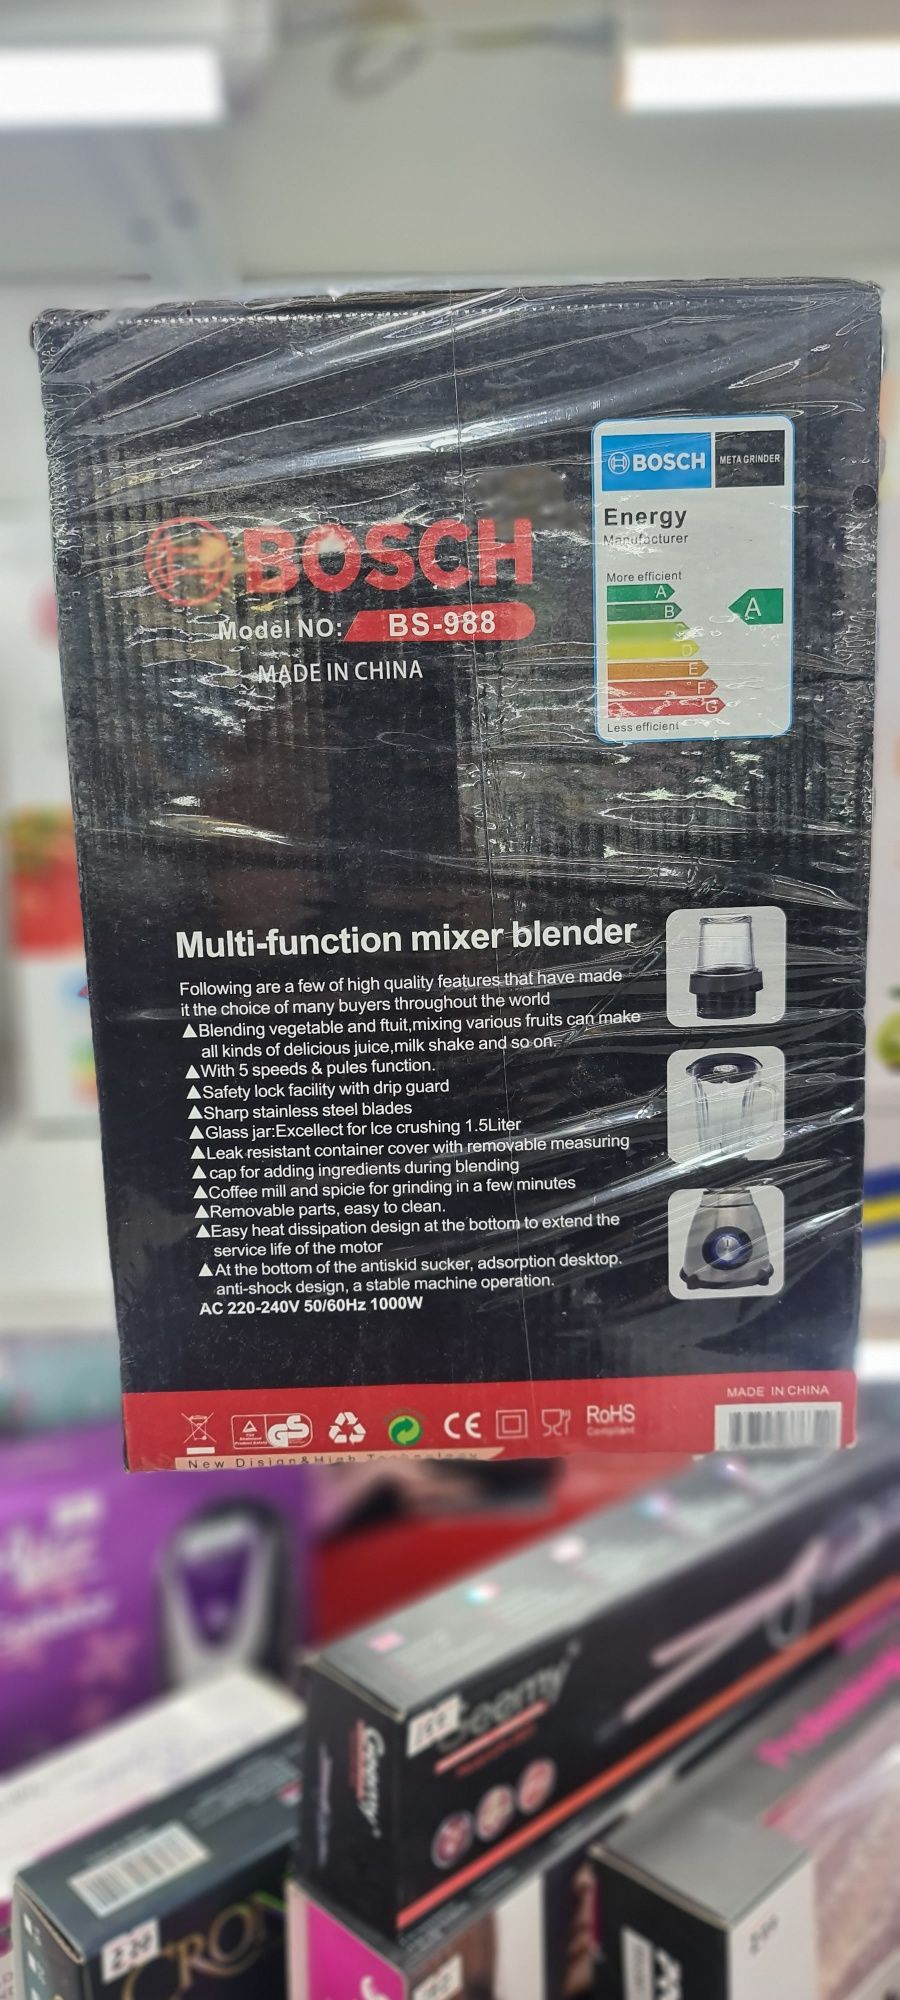 BOSCH
META GRINDER
Energy
Manufacturer
More efficient
A
A
B
D
E
F
G
Less efficient
BOSCH
Model NO: BS-988
MADE IN CHINA
Multi-function mixer blender
Following are a few of high quality features that have made
it the choice of many buyers throughout the world
▲Blending vegetable and ftuit,mixing various fruits can make
all kinds of delicious juice,milk shake and so on.
▲With 5 speeds & pules function.
▲Safety lock facility with drip guard
▲Sharp stainless steel blades
▲Glass jar:Excellect for Ice crushing 1.5Liter
▲Leak resistant container cover with removable measuring
▲cap for adding ingredients during blending
▲Coffee mill and spicie for grinding in a few minutes
▲Removable parts, easy to clean.
▲Easy heat dissipation design at the bottom to extend the
service life of the motor
▲At the bottom of the antiskid sucker, adsorption desktop.
anti-shock design, a stable machine operation.
AC 220-240V 50/60Hz 1000W
MADE IN CHINA
GS
CE
RoHS
Compliant
New Disign&High Technology
Geemy
Geemy